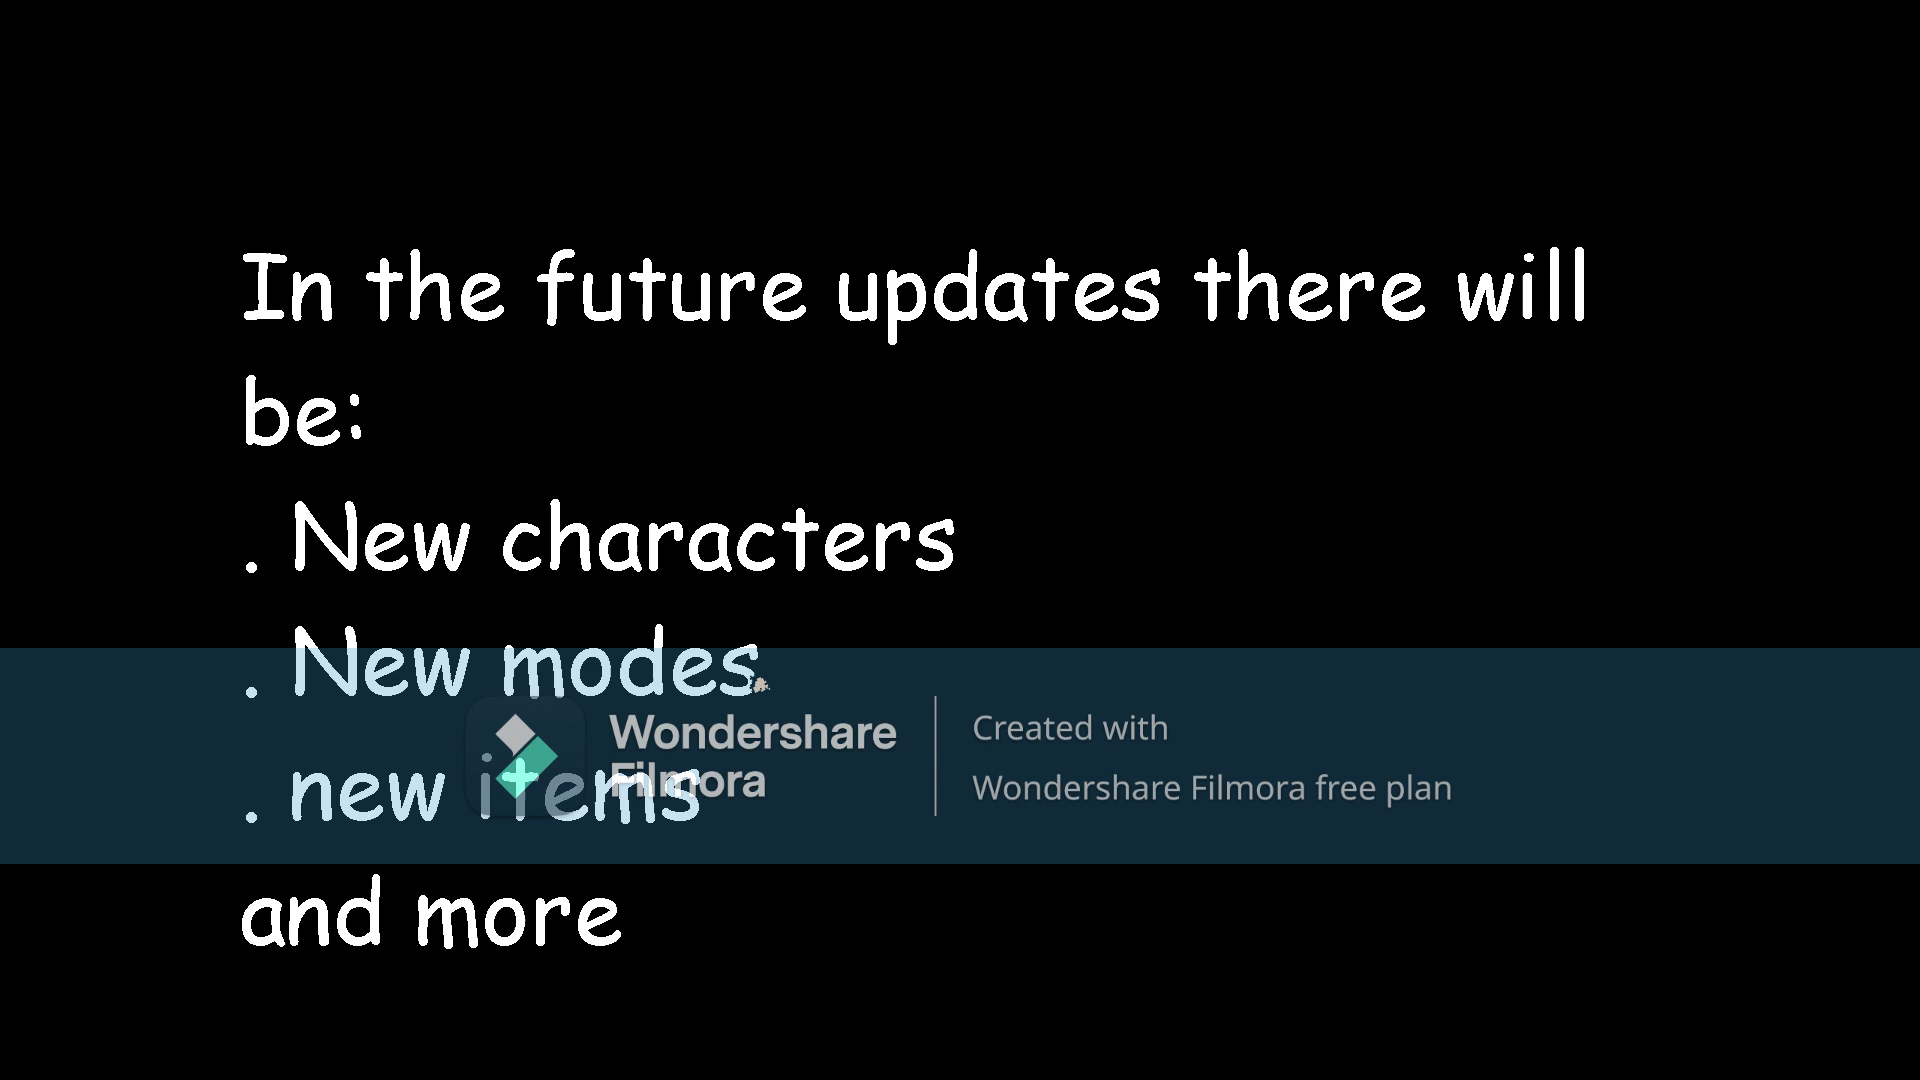 In the future updates there will
be:
. New characters
. New modes
. new items
and more
Wondershare
Filmora
Created with
Wondershare Filmora free plan